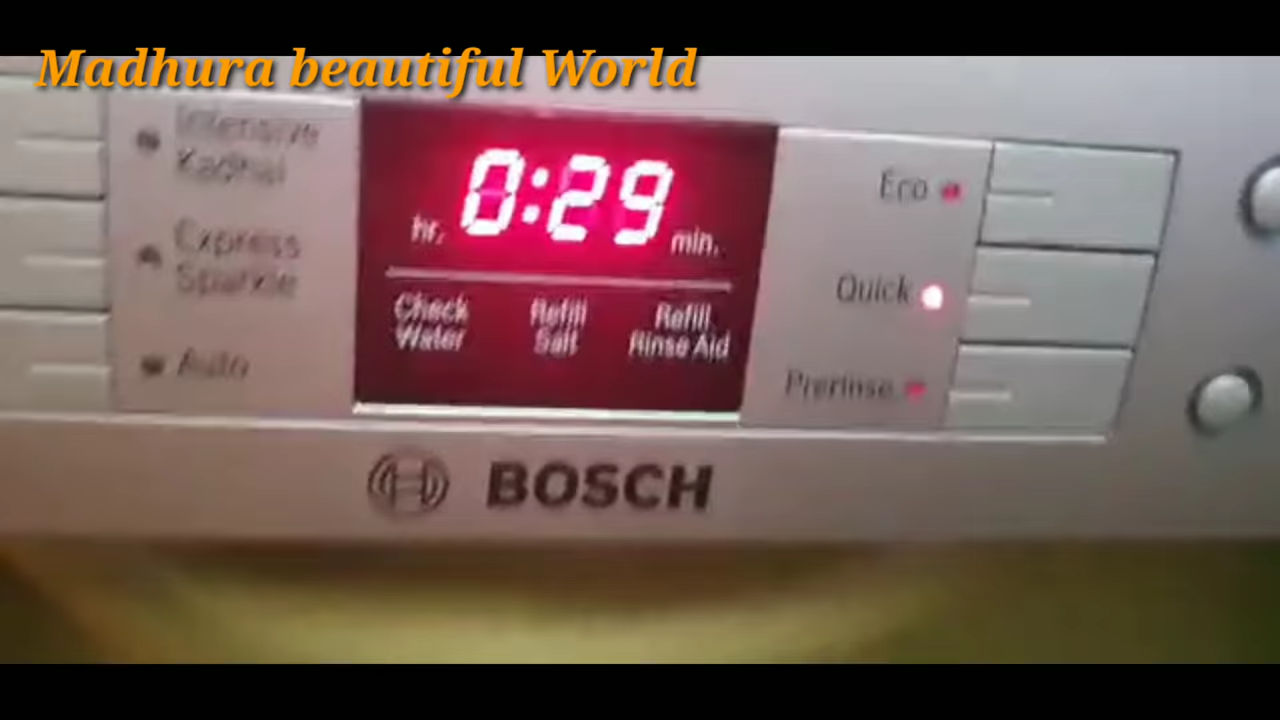 Madhura beautiful World
Intensive
Kadhai
Express
Sparkle
Auto
0:29
hr.
min.
Check
Water
Refill
Salt
Refill
Rinse Aid
Eco
Quick
Prerinse
BOSCH